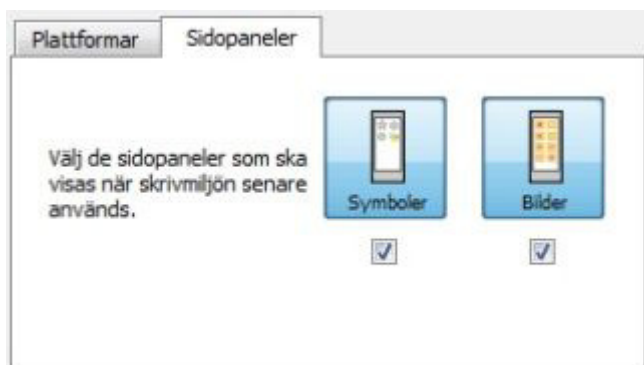 Plattformar
Sidopaneler
Välj de sidopaneler som ska
visas när skrivmiljön senare
används.
Symboler
Bilder